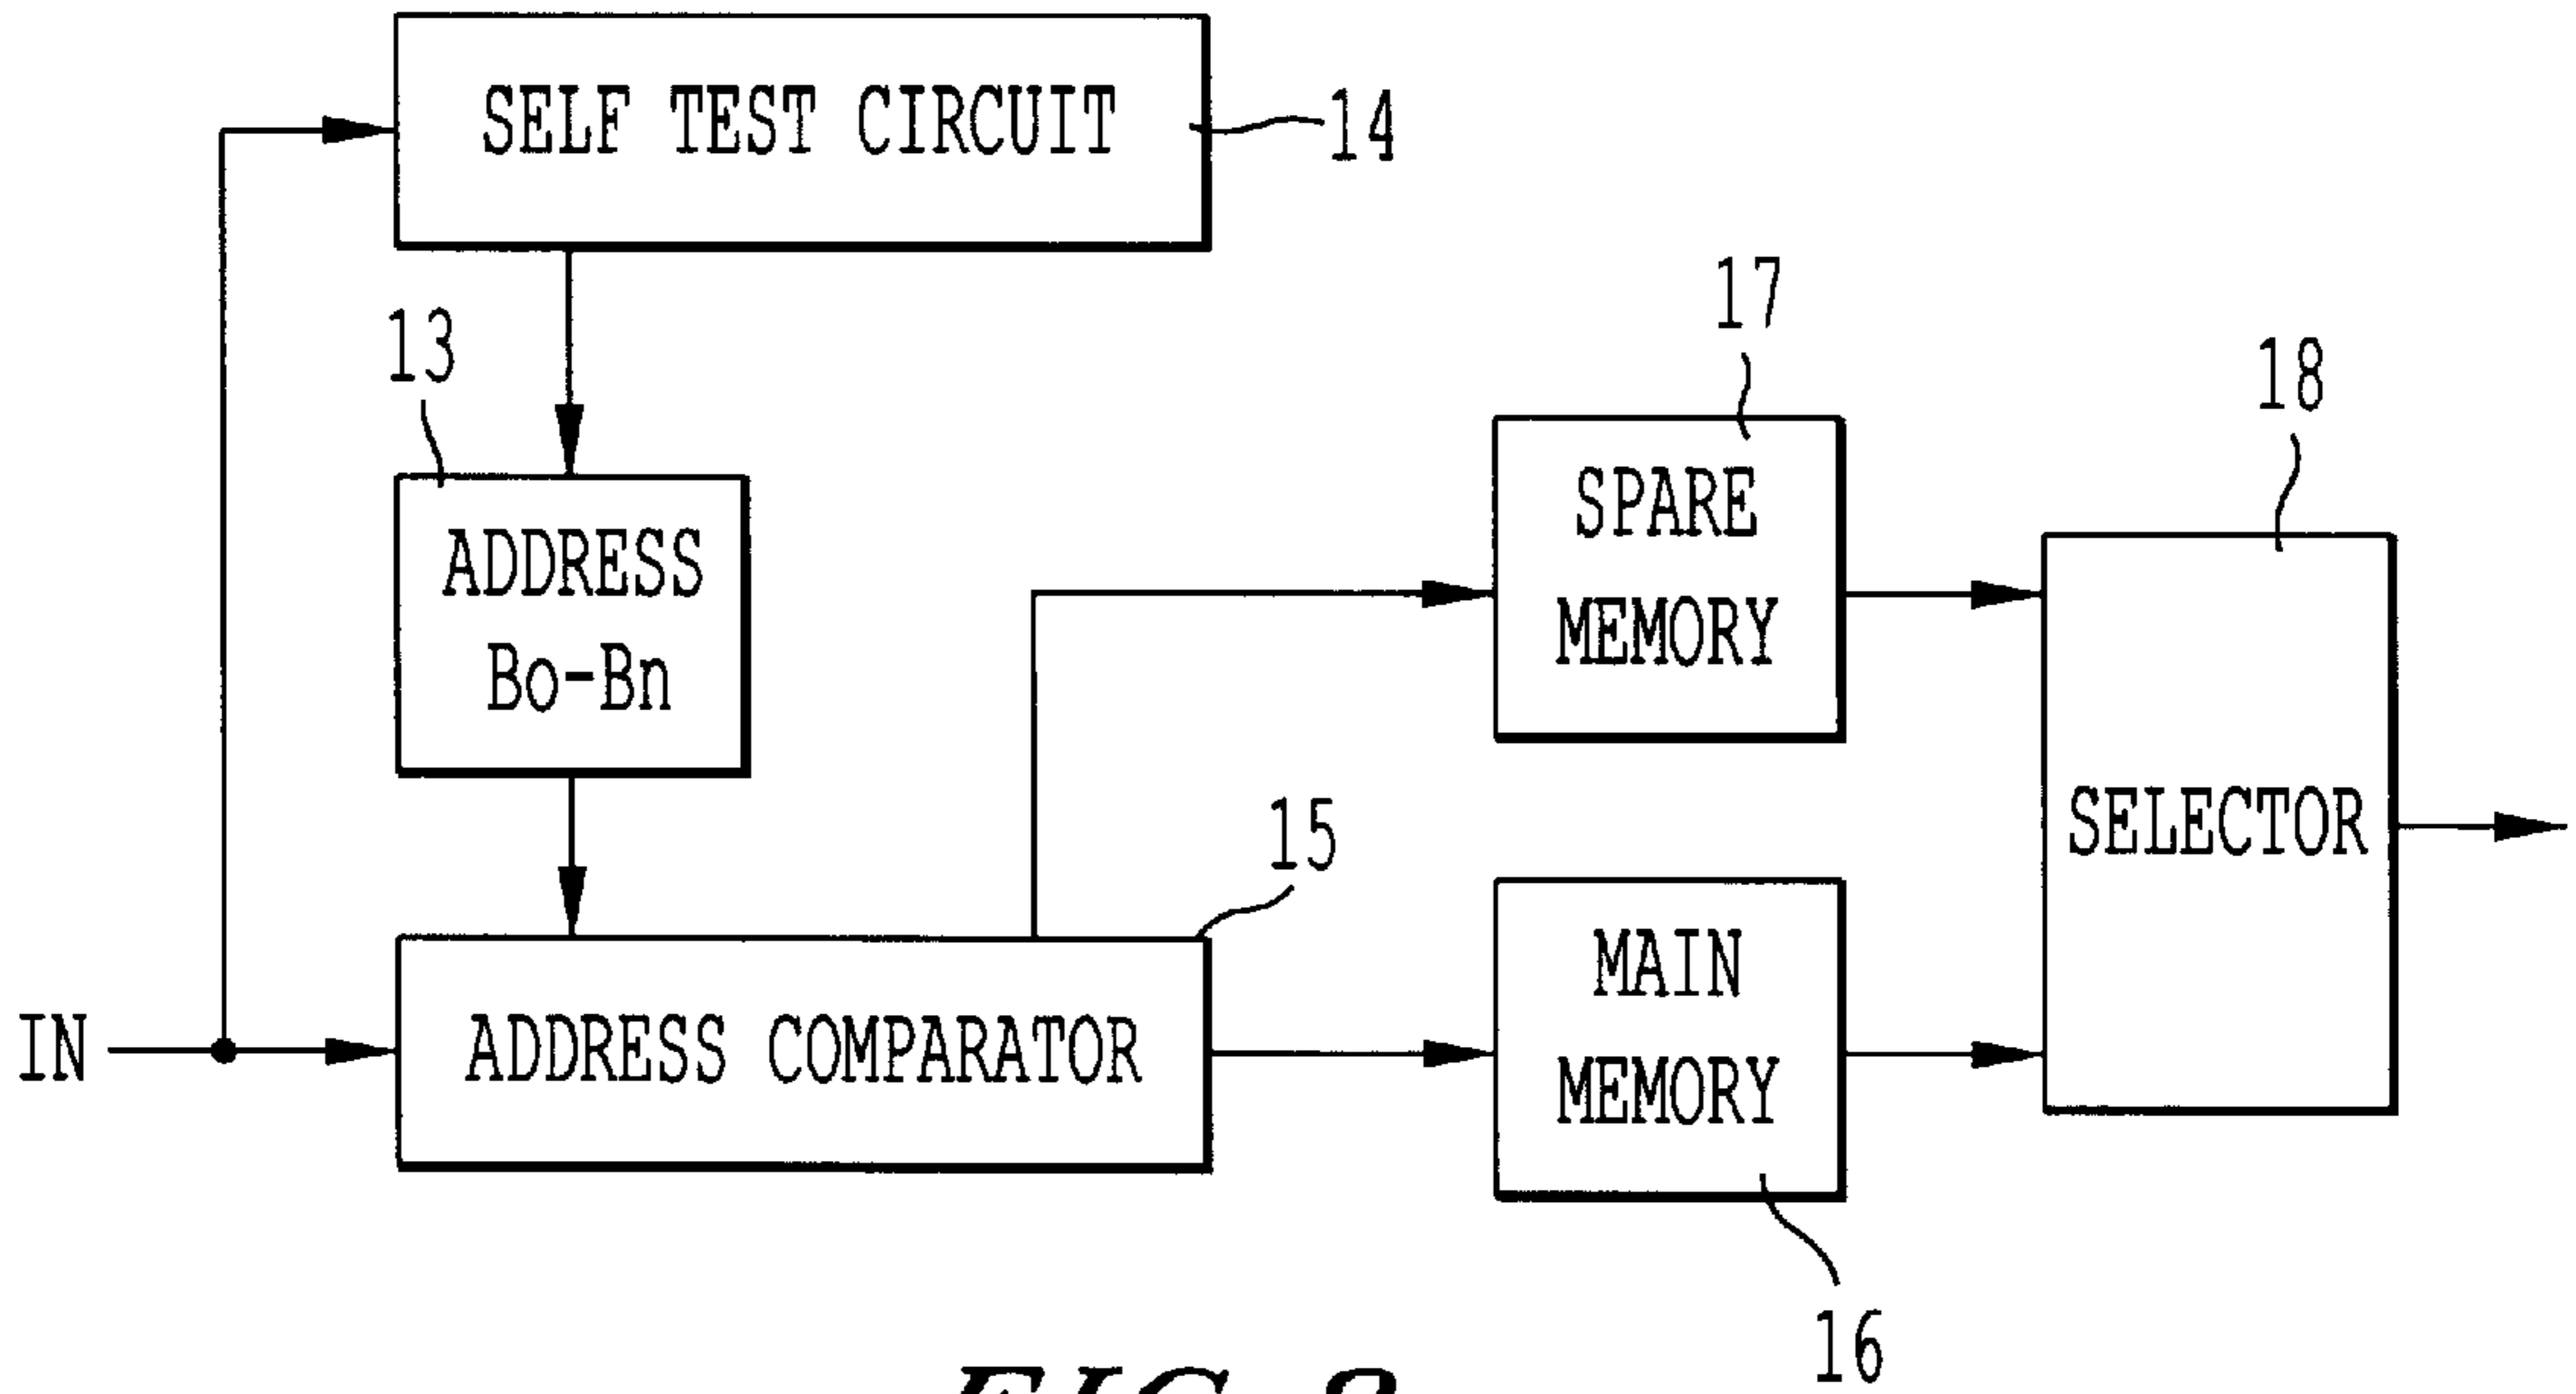 SELF TEST CIRCUIT
14
13
ADDRESS
Bo-Bn
17
SPARE
MEMORY
18
SELECTOR
15
IN
ADDRESS COMPARATOR
MAIN
MEMORY
16